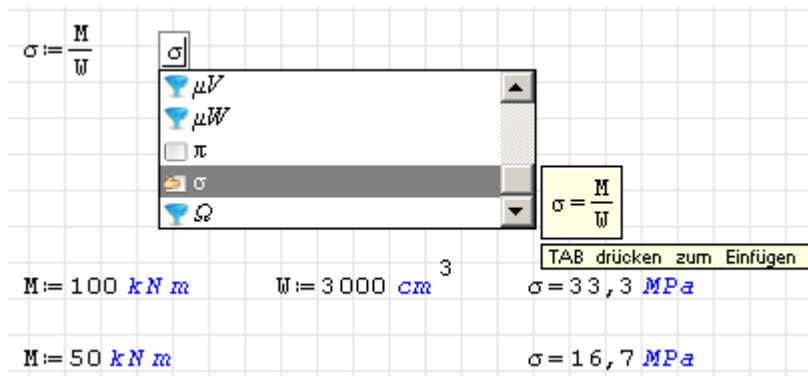 σ:=M/W
σ
μV
μW
π
σ
Ω
σ=M/W
TAB drücken zum Einfügen
M:=100 kN m W:=3000 cm³ σ=33,3 MPa
M:=50 kN m σ=16,7 MPa